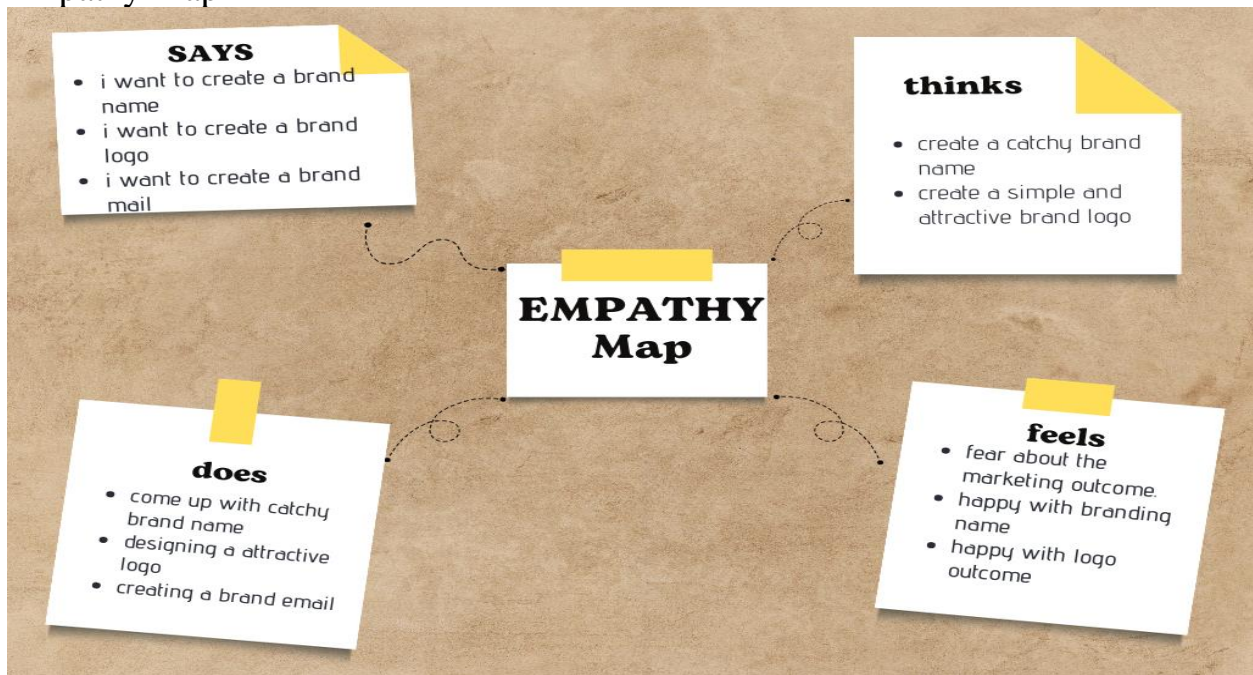 SAYS
• i want to create a brand
name
• i want to create a brand
logo
• i want to create a brand
mail
thinks
• create a catchy brand
name
• create a simple and
attractive brand logo
EMPATHY
Map
does
• come up with catchy
brand name
• designing a attractive
logo
• creating a brand email
feels
• fear about the
marketing outcome.
• happy with branding
name
• happy with logo
outcome